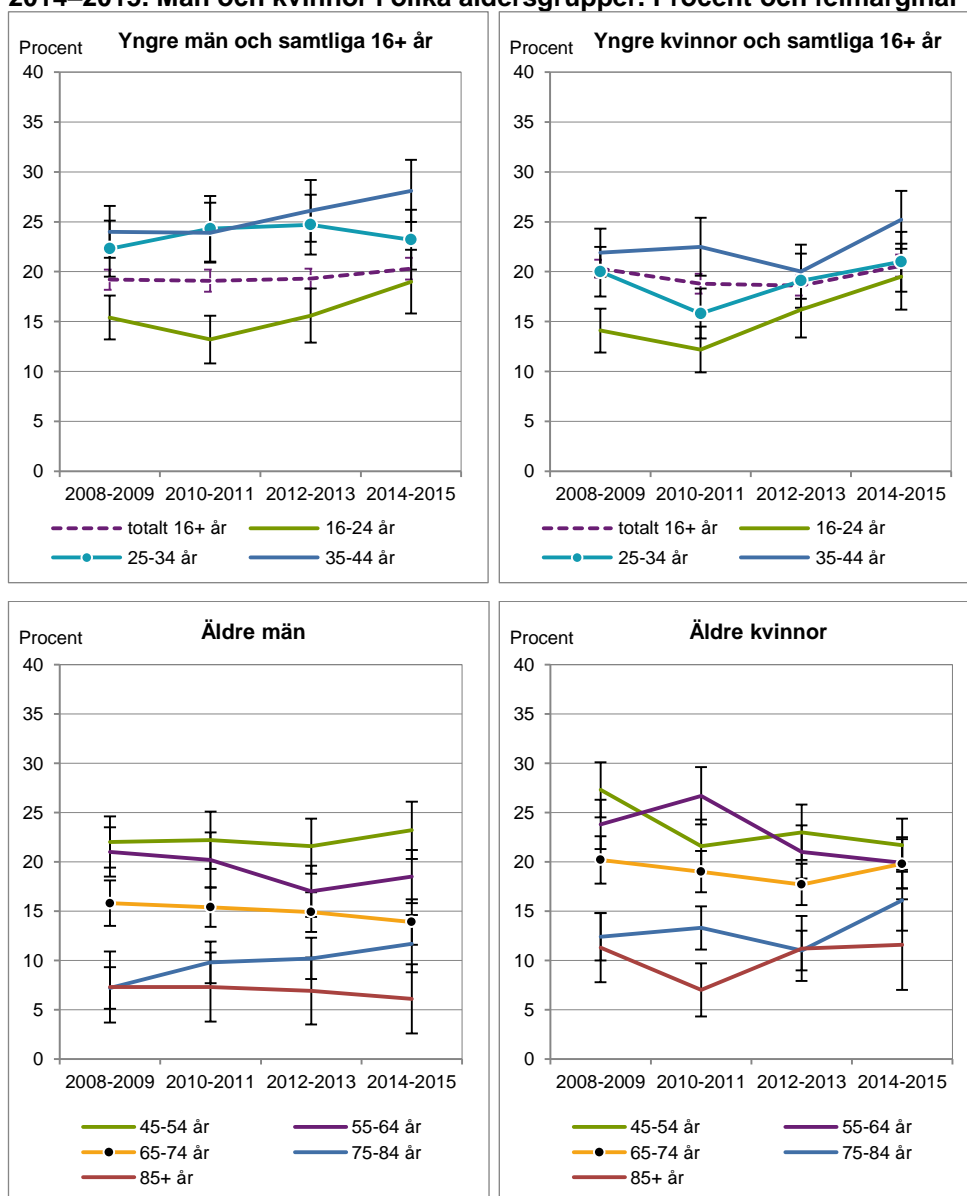 2014–2015. Män och kvinnor i olika åldersgrupper. Procent och felmarginal
Procent
Yngre män och samtliga 16+ år
40
35
30
25
20
15
10
5
0
2008-2009 2010-2011 2012-2013 2014-2015
totalt 16+ år 16-24 år
25-34 år 35-44 år
Procent
Yngre kvinnor och samtliga 16+ år
40
35
30
25
20
15
10
5
0
2008-2009 2010-2011 2012-2013 2014-2015
totalt 16+ år 16-24 år
25-34 år 35-44 år
Procent
Äldre män
40
35
30
25
20
15
10
5
0
2008-2009 2010-2011 2012-2013 2014-2015
45-54 år 55-64 år
65-74 år 75-84 år
85+ år
Procent
Äldre kvinnor
40
35
30
25
20
15
10
5
0
2008-2009 2010-2011 2012-2013 2014-2015
45-54 år 55-64 år
65-74 år 75-84 år
85+ år